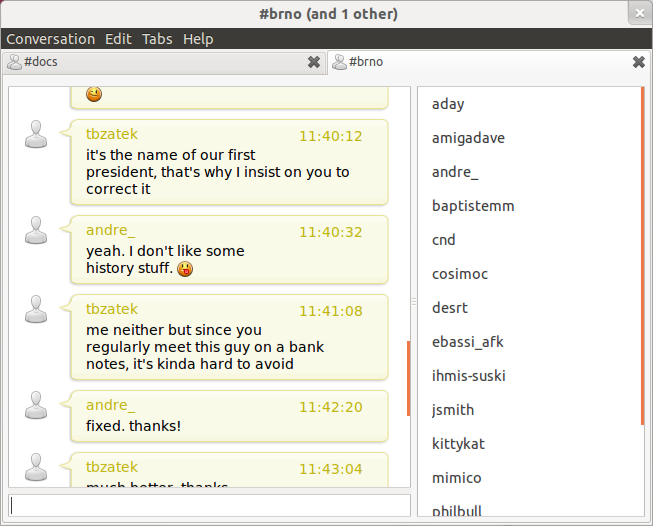 #brno (and 1 other)
Conversation Edit Tabs Help
#docs
#brno
tbzatek 11:40:12
it's the name of our first
president, that's why I insist on you to
correct it
andre_ 11:40:32
yeah. I don't like some
history stuff.
tbzatek 11:41:08
me neither but since you
regularly meet this guy on a bank
notes, it's kinda hard to avoid
andre_ 11:42:20
fixed. thanks!
tbzatek 11:43:04
much better, thanks
aday
amigadave
andre_
baptistemm
cnd
cosimoc
desrt
ebassi_afk
ihmis-suski
jsmith
kittykat
mimico
philbull